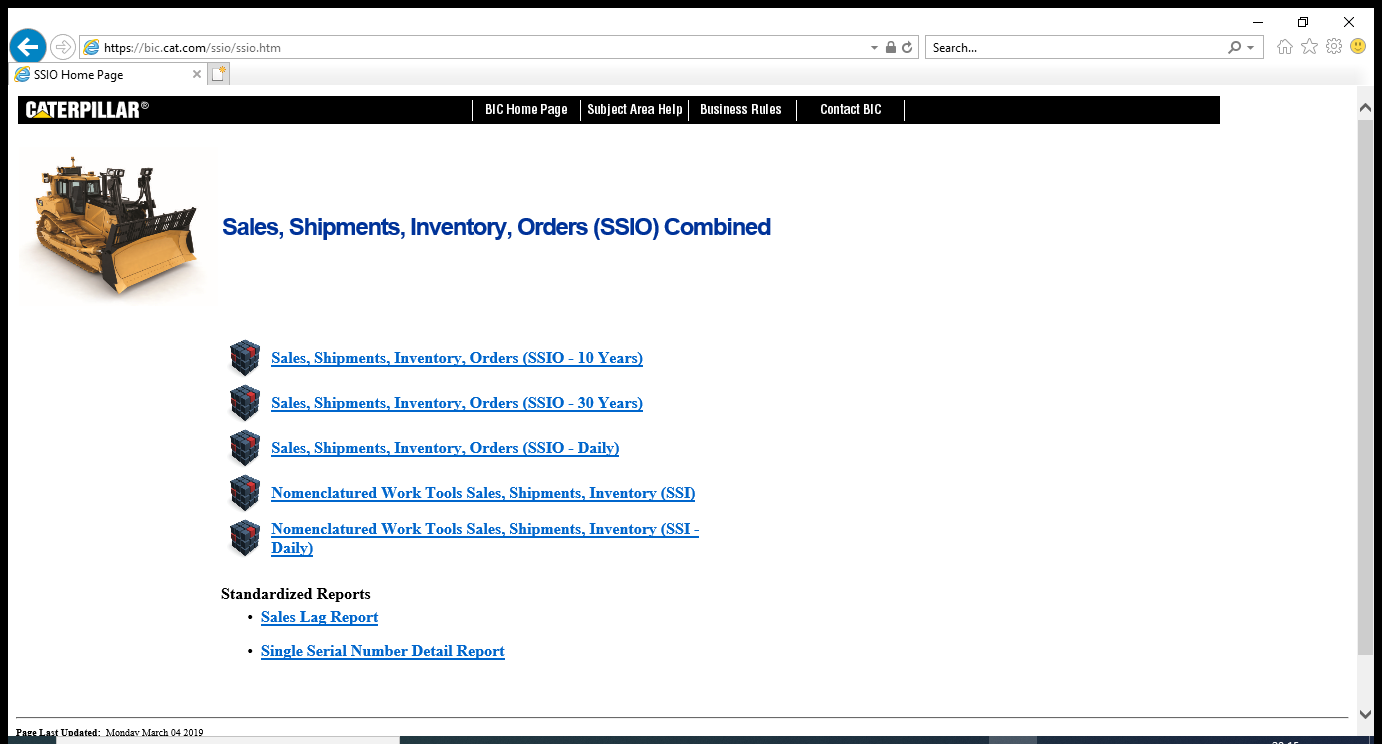 https://bic.cat.com/ssio/ssio.htm
Search...
SSIO Home Page
CATERPILLAR®
BIC Home Page
Subject Area Help
Business Rules
Contact BIC
Sales, Shipments, Inventory, Orders (SSIO) Combined
Sales, Shipments, Inventory, Orders (SSIO - 10 Years)
Sales, Shipments, Inventory, Orders (SSIO - 30 Years)
Sales, Shipments, Inventory, Orders (SSIO - Daily)
Nomenclatured Work Tools Sales, Shipments, Inventory (SSI)
Nomenclatured Work Tools Sales, Shipments, Inventory (SSI -
Daily)
Standardized Reports
• Sales Lag Report
• Single Serial Number Detail Report
Page Last Updated: Monday March 04 2019